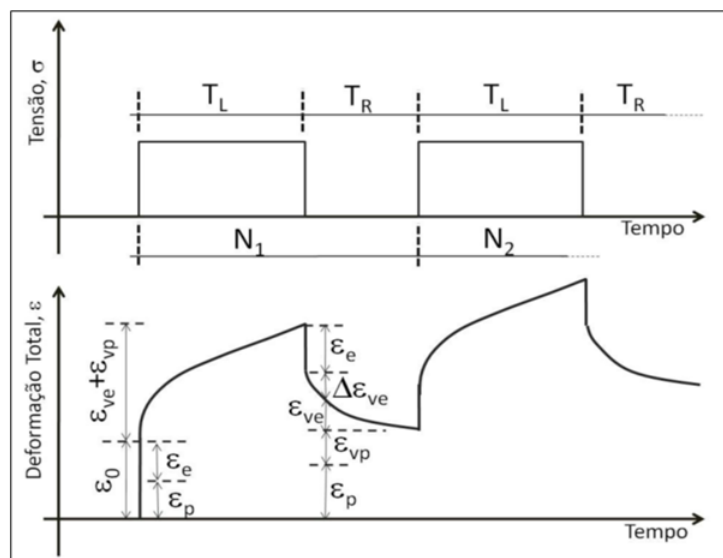 Tensão, σ
T_L T_R T_L T_R
Tempo
N_1 N_2
Deformação Total, ε
ε_ve+ε_vp
ε_0
ε_e
ε_p
ε_e
Δε_ve
ε_ve
ε_vp
ε_p
Tempo